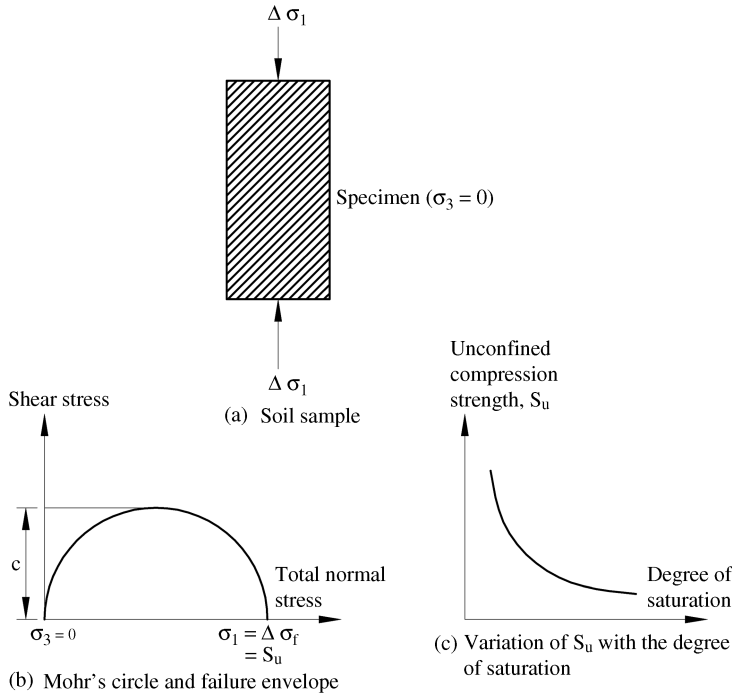 Δ σ₁
Specimen (σ₃ = 0)
Δ σ₁
(a) Soil sample
Shear stress
c
Total normal
stress
σ₃ = 0
σ₁ = Δ σf
= Su
(b) Mohr's circle and failure envelope
Unconfined
compression
strength, Su
Degree of
saturation
(c) Variation of Su with the degree
of saturation